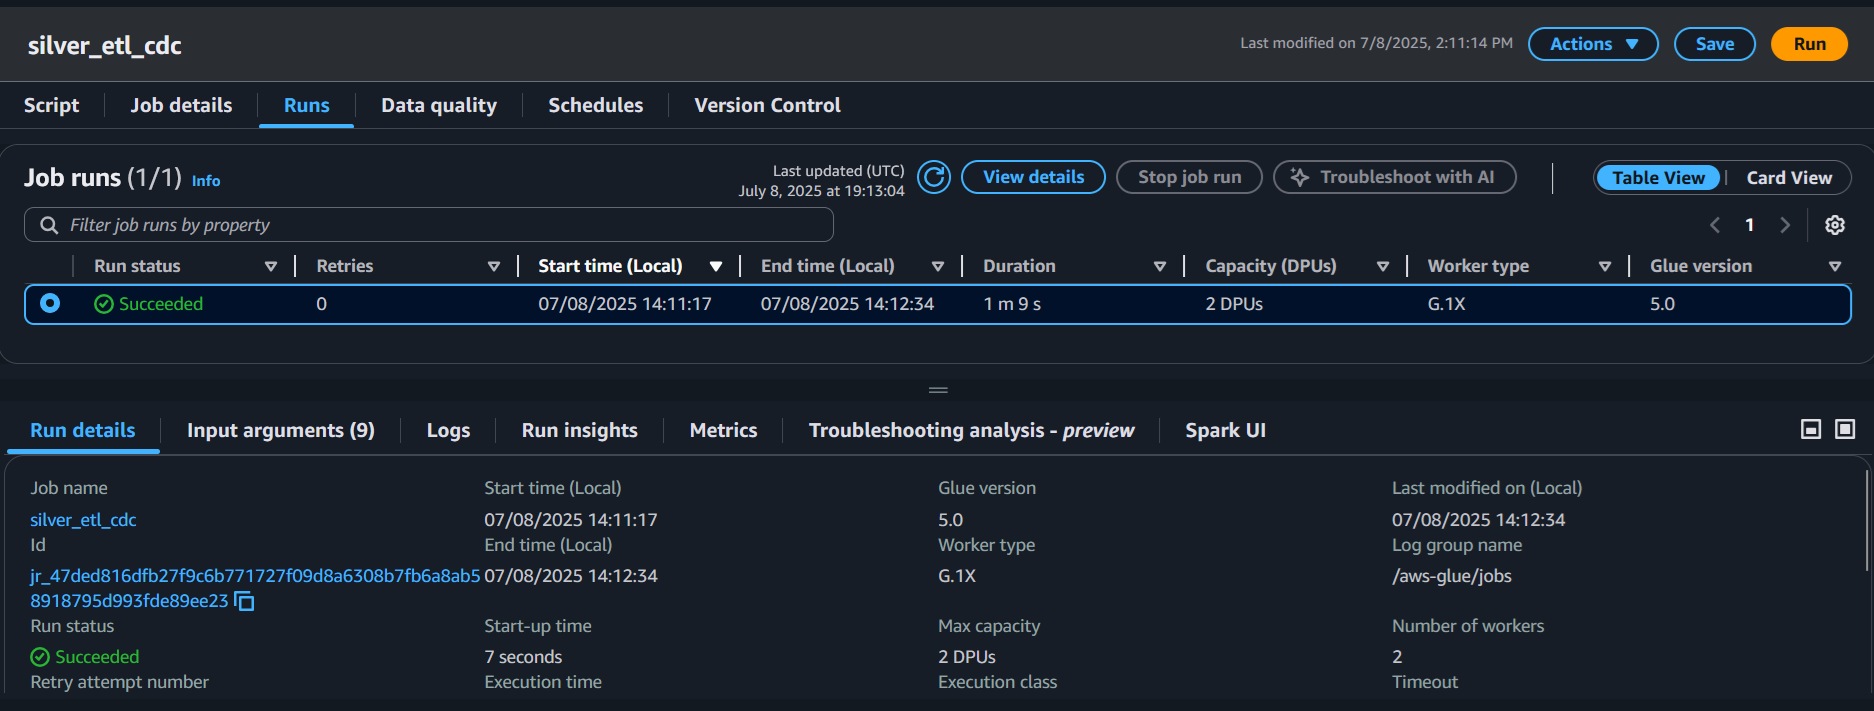 silver_etl_cdc
Last modified on 7/8/2025, 2:11:14 PM
Actions
Save
Run
Script
Job details
Runs
Data quality
Schedules
Version Control
Job runs (1/1) Info
Last updated (UTC)
July 8, 2025 at 19:13:04
View details
Stop job run
Troubleshoot with AI
Table View
Card View
Filter job runs by property
1
Run status
Retries
Start time (Local)
End time (Local)
Duration
Capacity (DPUs)
Worker type
Glue version
Succeeded
0
07/08/2025 14:11:17
07/08/2025 14:12:34
1 m 9 s
2 DPUs
G.1X
5.0
Run details
Input arguments (9)
Logs
Run insights
Metrics
Troubleshooting analysis - preview
Spark UI
Job name
Start time (Local)
Glue version
Last modified on (Local)
silver_etl_cdc
07/08/2025 14:11:17
5.0
07/08/2025 14:12:34
Id
End time (Local)
Worker type
Log group name
jr_47ded816dfb27f9c6b771727f09d8a6308b7fb6a8ab5
8918795d993fde89ee23
07/08/2025 14:12:34
G.1X
/aws-glue/jobs
Run status
Start-up time
Max capacity
Number of workers
Succeeded
7 seconds
2 DPUs
2
Retry attempt number
Execution time
Execution class
Timeout